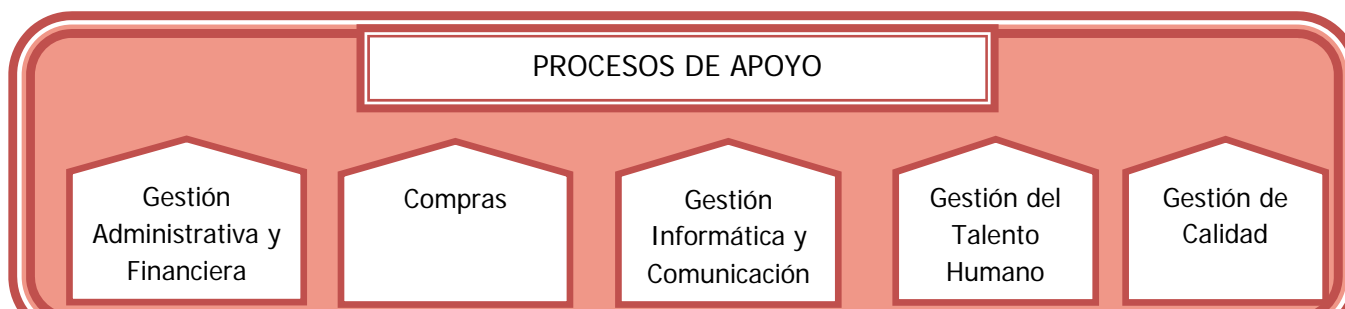 PROCESOS DE APOYO
Gestión
Administrativa y
Financiera
Compras
Gestión
Informática y
Comunicación
Gestión del
Talento
Humano
Gestión de
Calidad